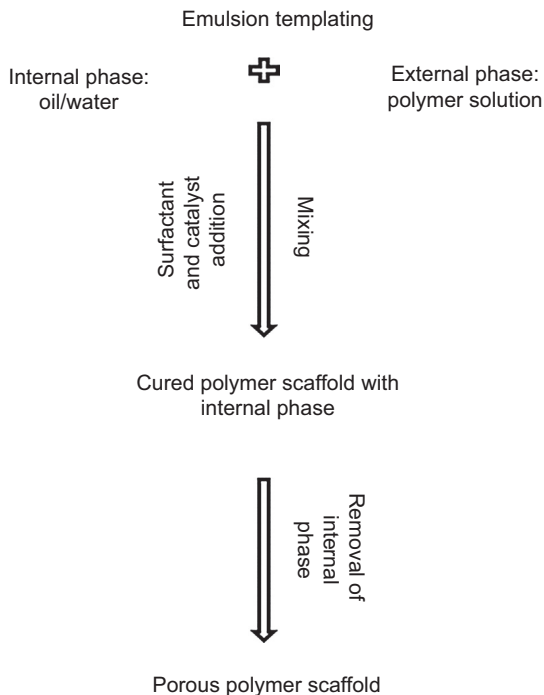 Emulsion templating
Internal phase:
oil/water
External phase:
polymer solution
Surfactant
and catalyst
addition
Mixing
Cured polymer scaffold with
internal phase
Removal of
internal
phase
Porous polymer scaffold